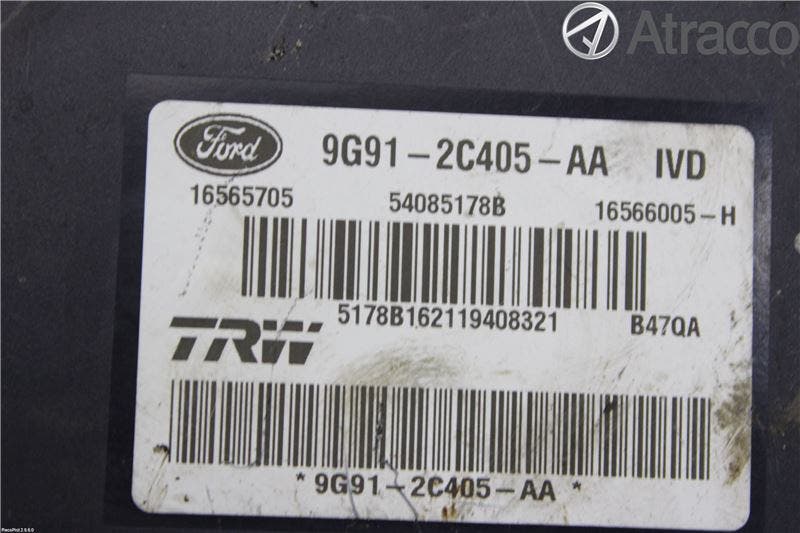 Atracco
Ford 9G91-2C405-AA IVD
16565705 54085178B 16566005-H
5178B162119408321 B47QA
TRW
* 9G91-2C405-AA *